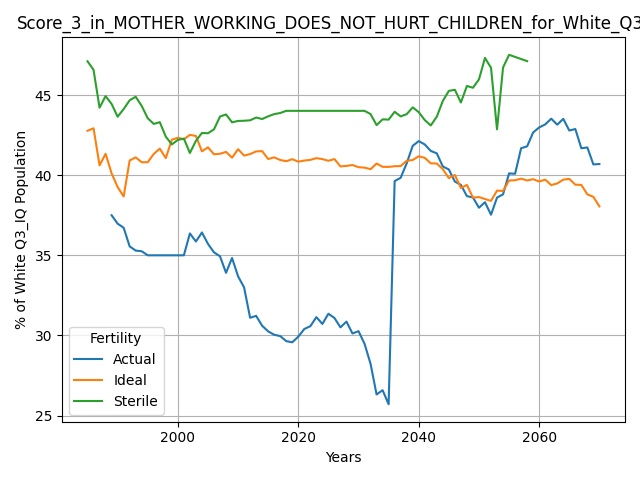 Score_3_in_MOTHER_WORKING_DOES_NOT_HURT_CHILDREN_for_White_Q3
% of White Q3_IQ Population
45
40
35
30
25
Fertility
Actual
Ideal
Sterile
2000
2020
2040
2060
Years